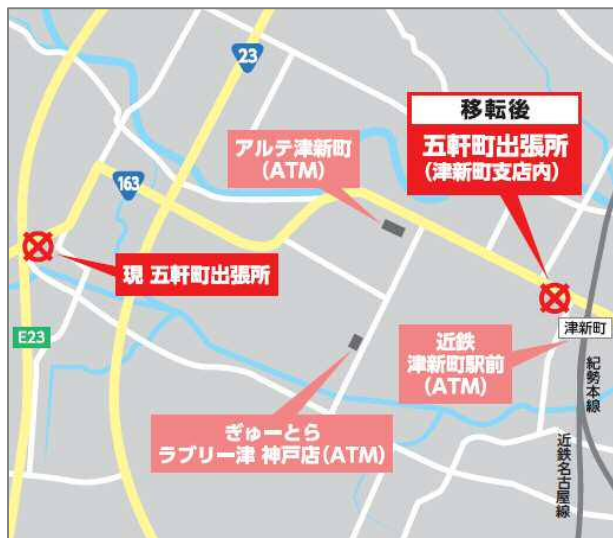 23
移転後
五軒町出張所
(津新町支店内)
アルテ津新町
(ATM)
163
現 五軒町出張所
E23
津新町
近鉄
津新町駅前
(ATM)
紀勢本線
近鉄名古屋線
ぎゅーとら
ラブリー津 神戸店(ATM)